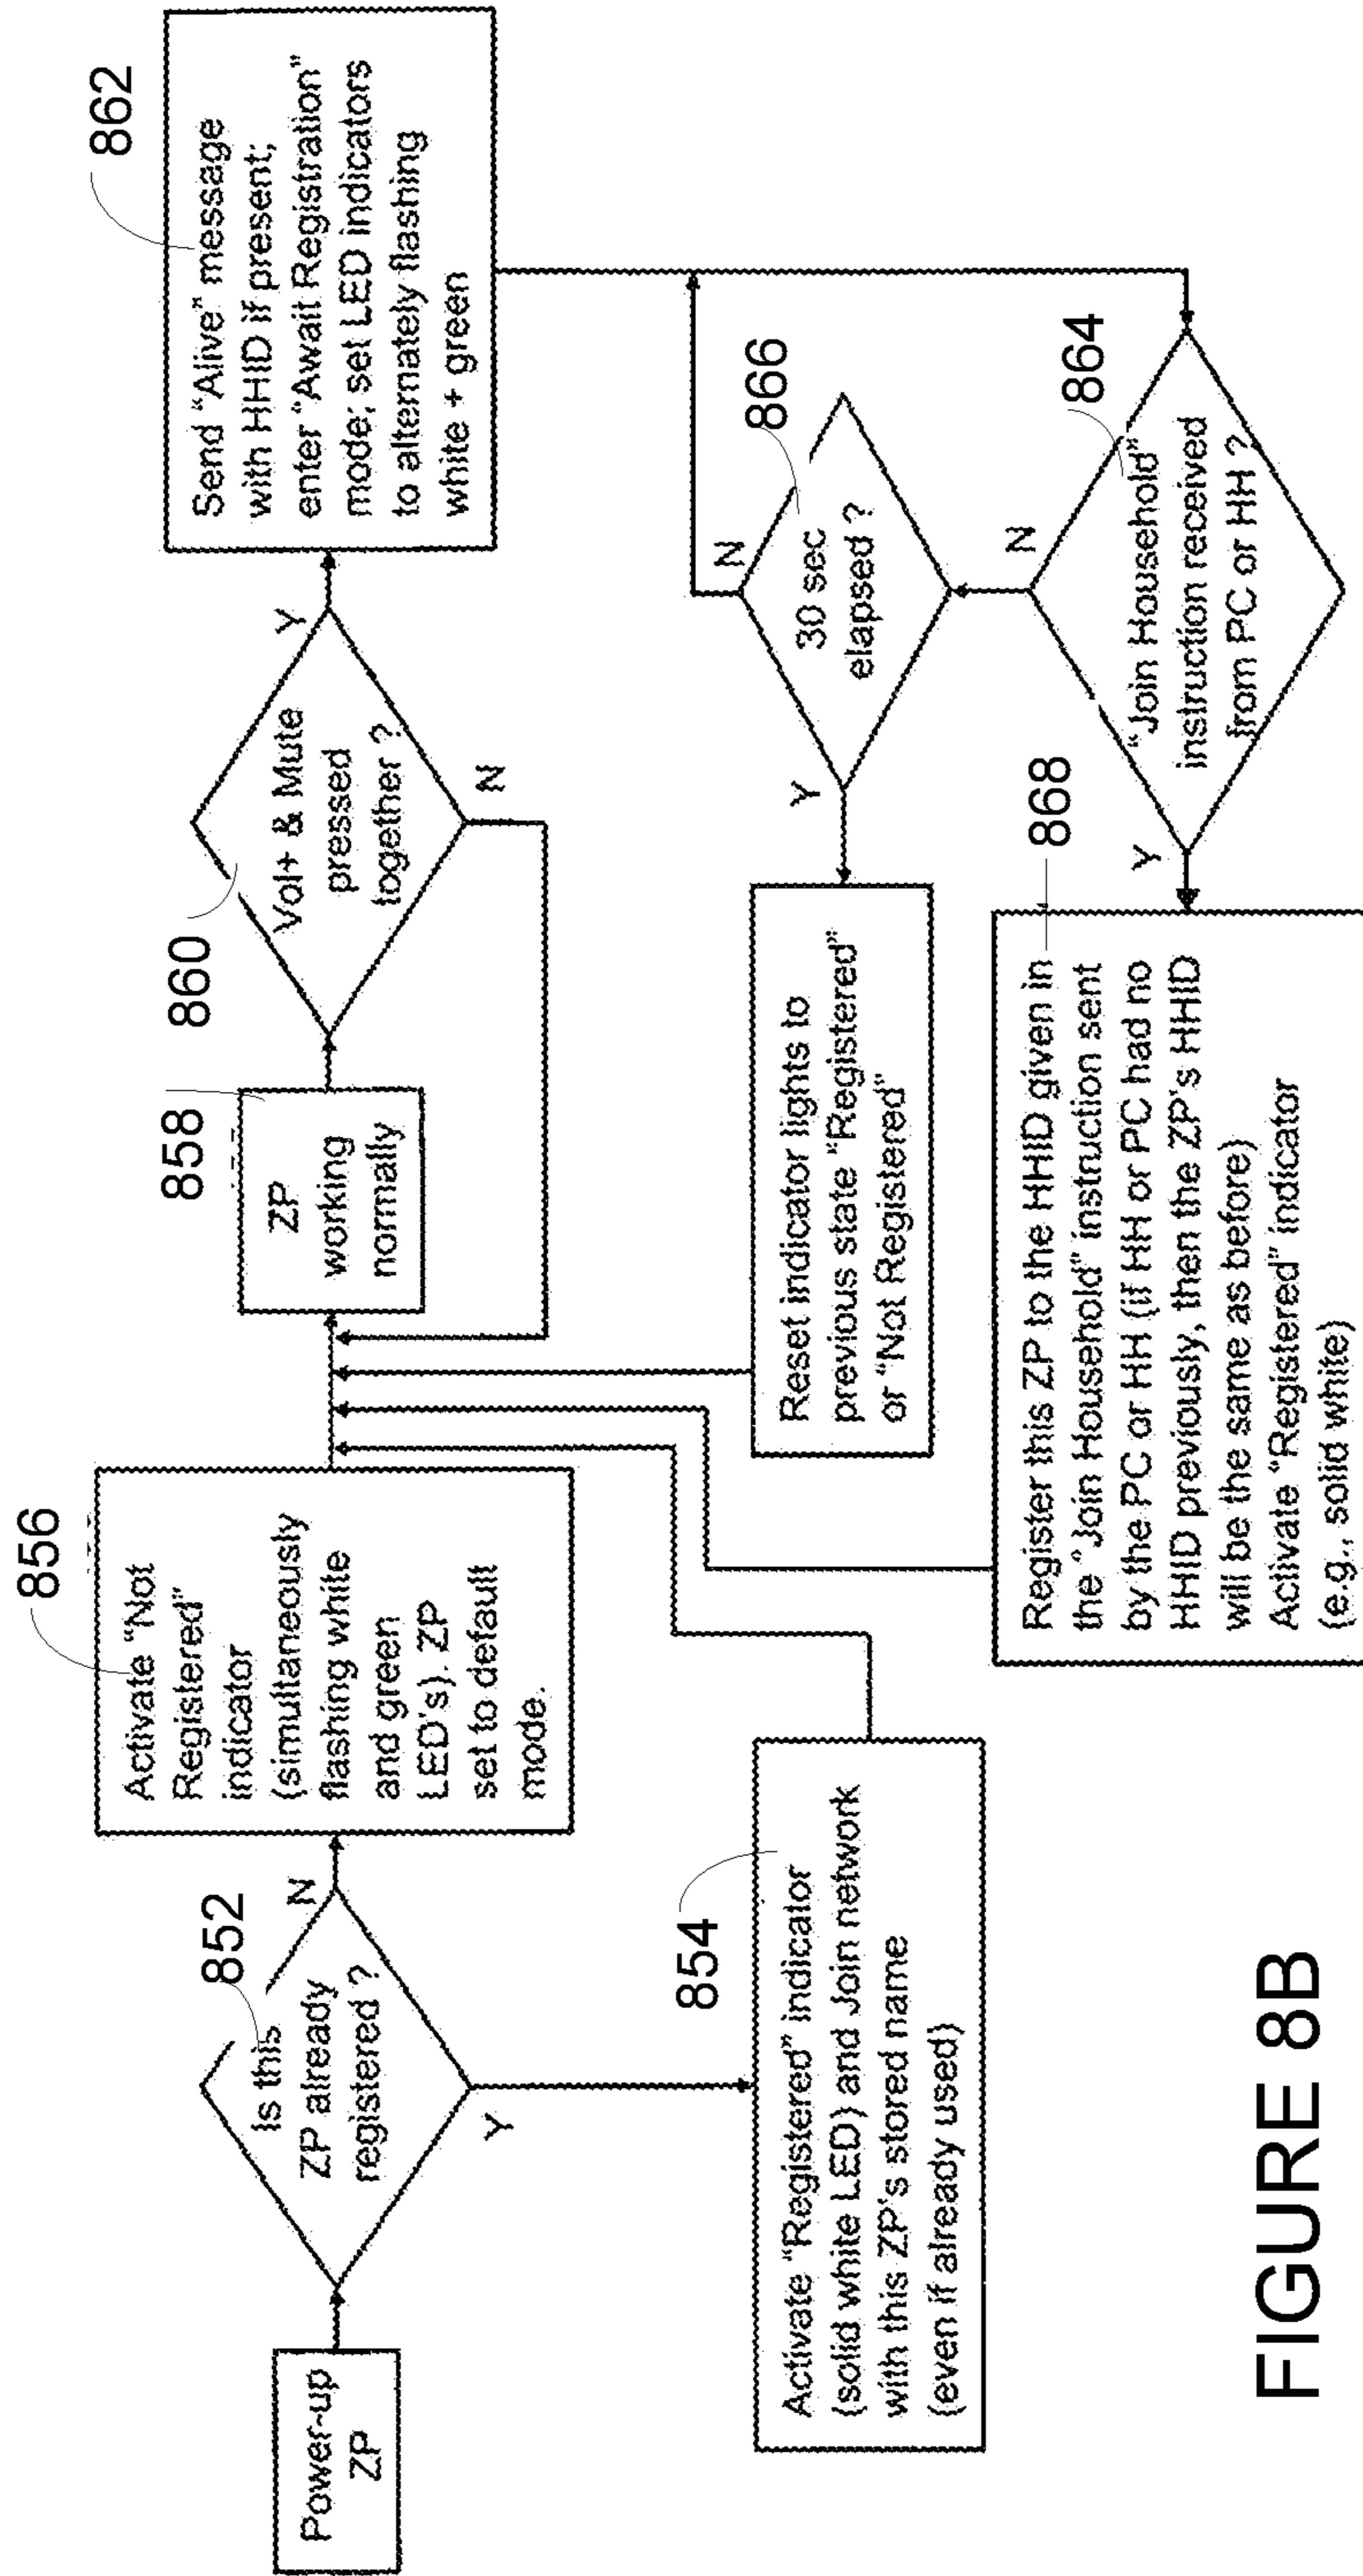 Power-up
ZP
852
Is this
ZP already
registered ?
N
Y
856
Activate “Not
Registered”
indicator
(simultaneously
flashing white
and green
LED's). ZP
set to default
mode.
854
Activate “Registered” indicator
(solid white LED) and Join network
with this ZP's stored name
(even if already used)
858
ZP
working
normally
860
Vol+ & Mute
pressed
together ?
Y
N
862
Send “Alive” message
with HHID if present;
enter “Await Registration”
mode; set LED indicators
to alternately flashing
white + green
866
30 sec
elapsed ?
N
Y
Reset indicator lights to
previous state “Registered”
or “Not Registered”
864
“Join Household”
instruction received
from PC or HH ?
N
Y
868
Register this ZP to the HHID given in
the “Join Household” instruction sent
by the PC or HH (if HH or PC had no
HHID previously, then the ZP's HHID
will be the same as before)
Activate “Registered” indicator
(e.g., solid white)
FIGURE 8B